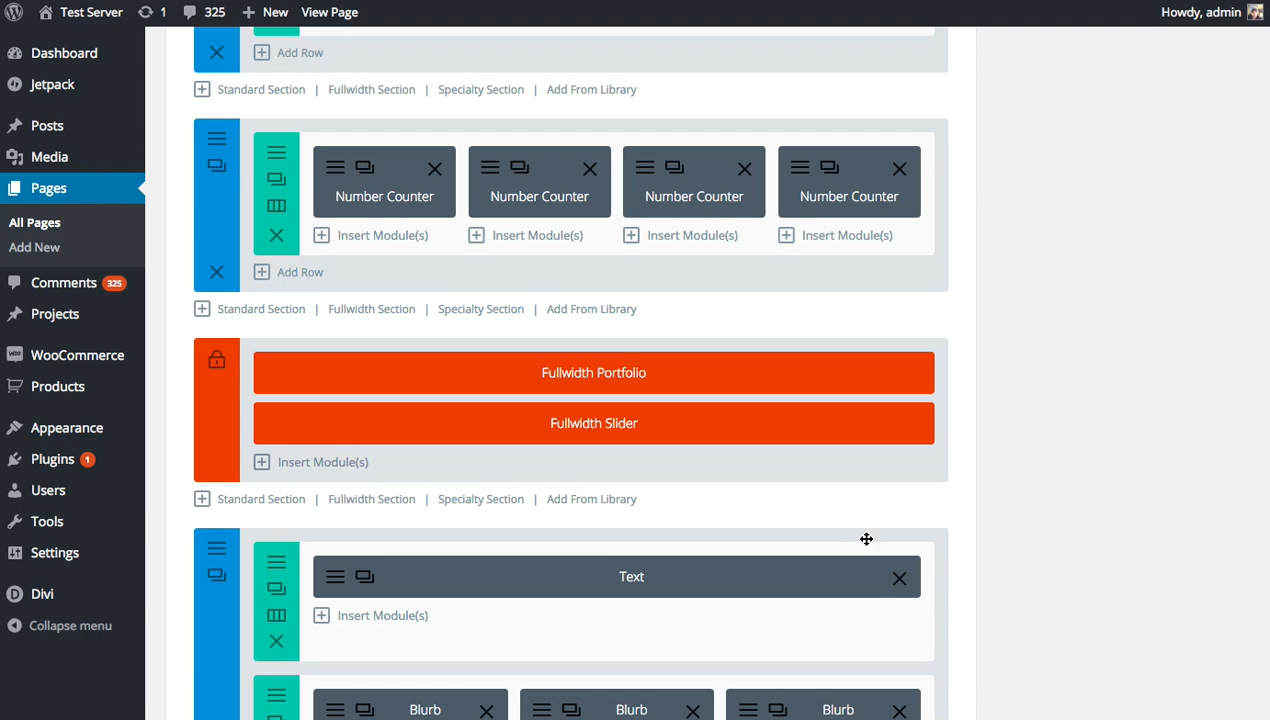 Test Server 1 325 New View Page Howdy, admin
Dashboard
Jetpack
Posts
Media
Pages
All Pages
Add New
Comments 325
Projects
WooCommerce
Products
Appearance
Plugins 1
Users
Tools
Settings
Divi
Collapse menu
Add Row
Standard Section | Fullwidth Section | Specialty Section | Add From Library
Number Counter Number Counter Number Counter Number Counter
Insert Module(s) Insert Module(s) Insert Module(s) Insert Module(s)
Add Row
Standard Section | Fullwidth Section | Specialty Section | Add From Library
Fullwidth Portfolio
Fullwidth Slider
Insert Module(s)
Standard Section | Fullwidth Section | Specialty Section | Add From Library
Text
Insert Module(s)
Blurb Blurb Blurb